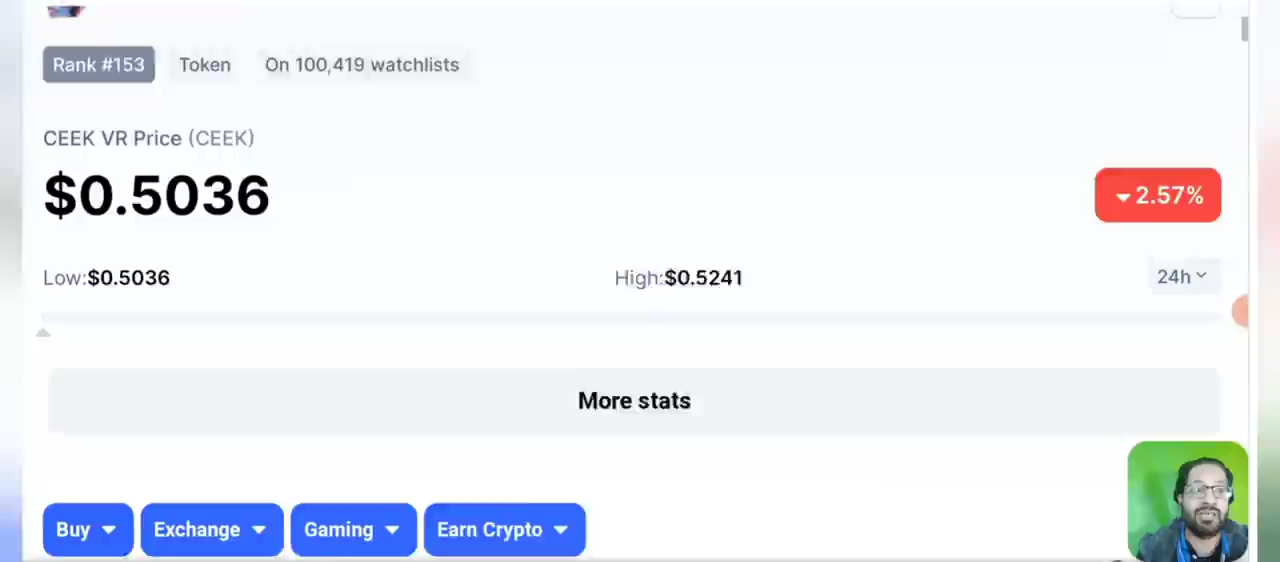 Rank #153 Token On 100,419 watchlists
CEEK VR Price (CEEK)
$0.5036 2.57%
Low:$0.5036 High:$0.5241 24h
More stats
Buy Exchange Gaming Earn Crypto